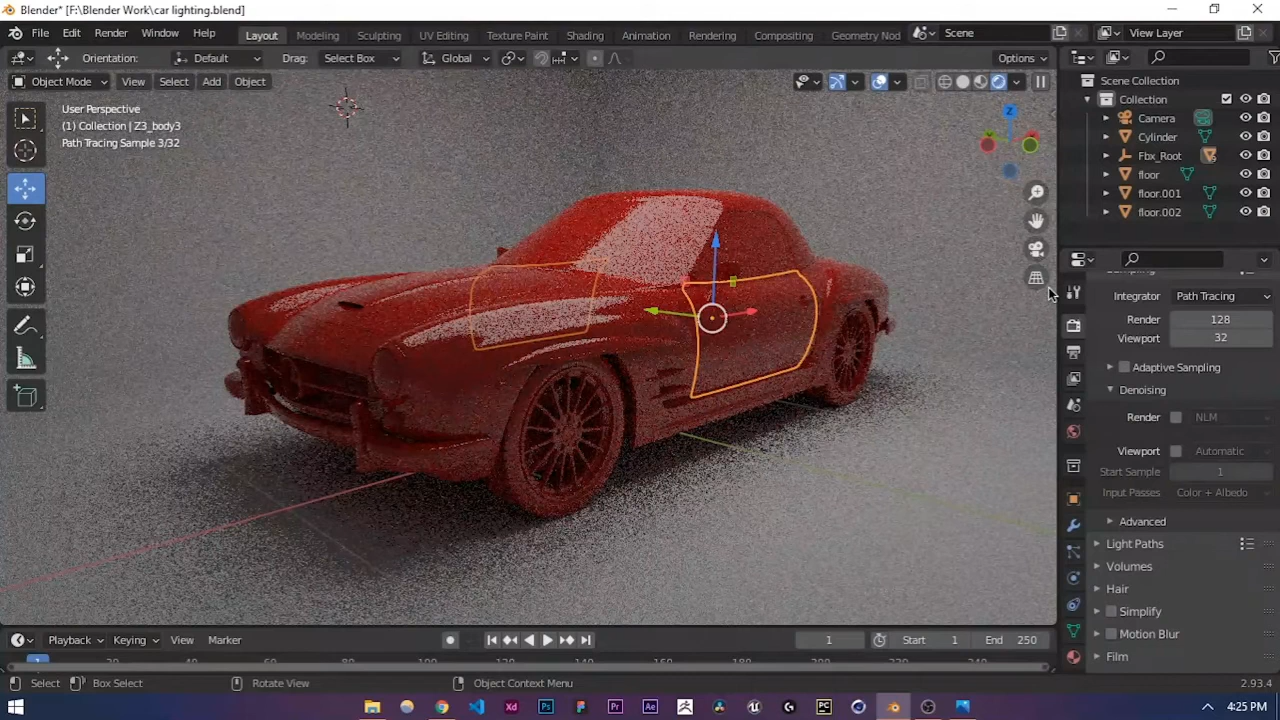 Blender* [F:\Blender Work\car lighting.blend]
File Edit Render Window Help Layout Modeling Sculpting UV Editing Texture Paint Shading Animation Rendering Compositing Geometry Nod Scene View Layer
Orientation: Default Drag: Select Box Global Options
Object Mode View Select Add Object
User Perspective
(1) Collection | Z3_body3
Path Tracing Sample 3/32
Z
Scene Collection
Collection
Camera
Cylinder
Fbx_Root
floor
floor.001
floor.002
Integrator Path Tracing
Render 128
Viewport 32
Adaptive Sampling
Denoising
Render NLM
Viewport Automatic
Start Sample 1
Input Passes Color + Albedo
Advanced
Light Paths
Volumes
Hair
Simplify
Motion Blur
Film
Playback Keying View Marker 1 Start 1 End 250
1
Select Box Select Rotate View Object Context Menu 2.93.4
Xd Ps Pr Ae PC 4:25 PM